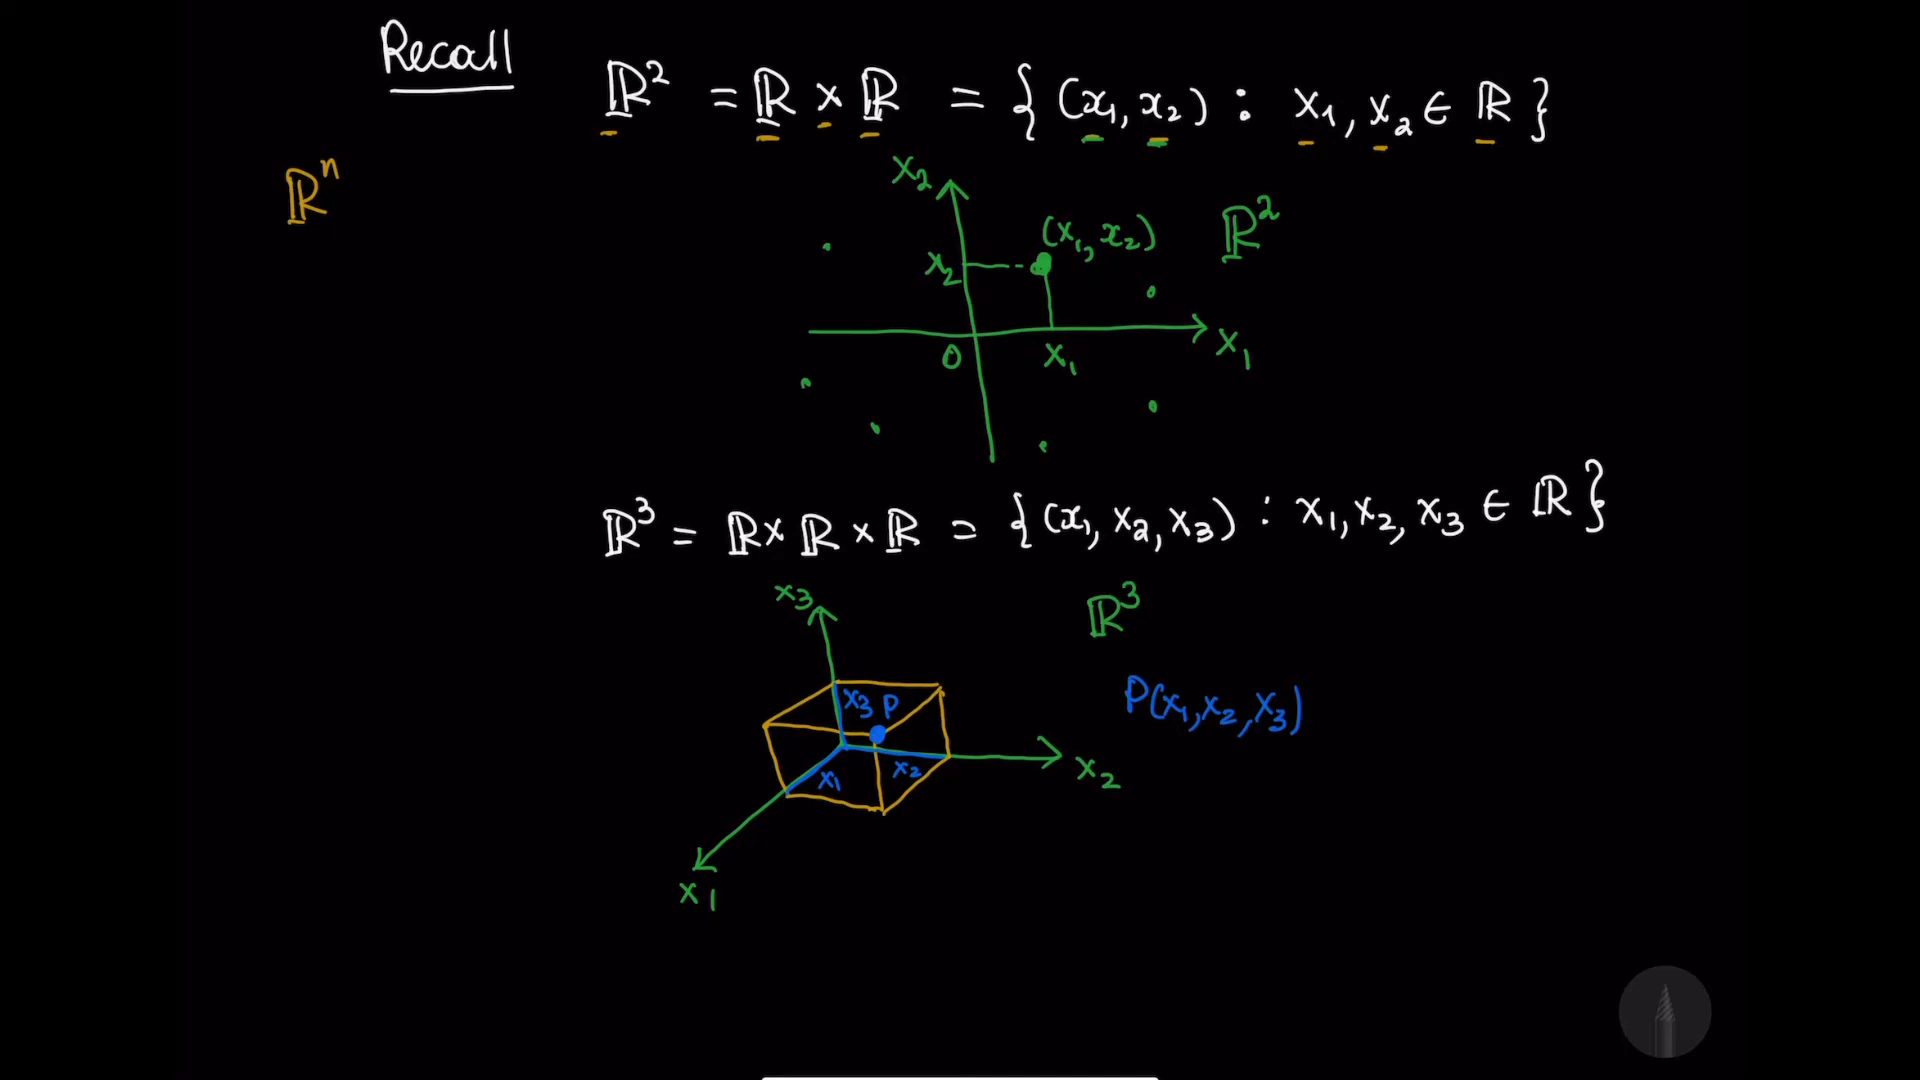 Recall
ℝ² = ℝ × ℝ = { (x₁, x₂) : x₁, x₂ ∈ ℝ }
ℝⁿ
x₂
(x₁, x₂)
ℝ²
x₂
0
x₁
x₁
ℝ³ = ℝ × ℝ × ℝ = { (x₁, x₂, x₃) : x₁, x₂, x₃ ∈ ℝ }
x₃
ℝ³
x₃ P
P(x₁, x₂, x₃)
x₁
x₂
x₂
x₁